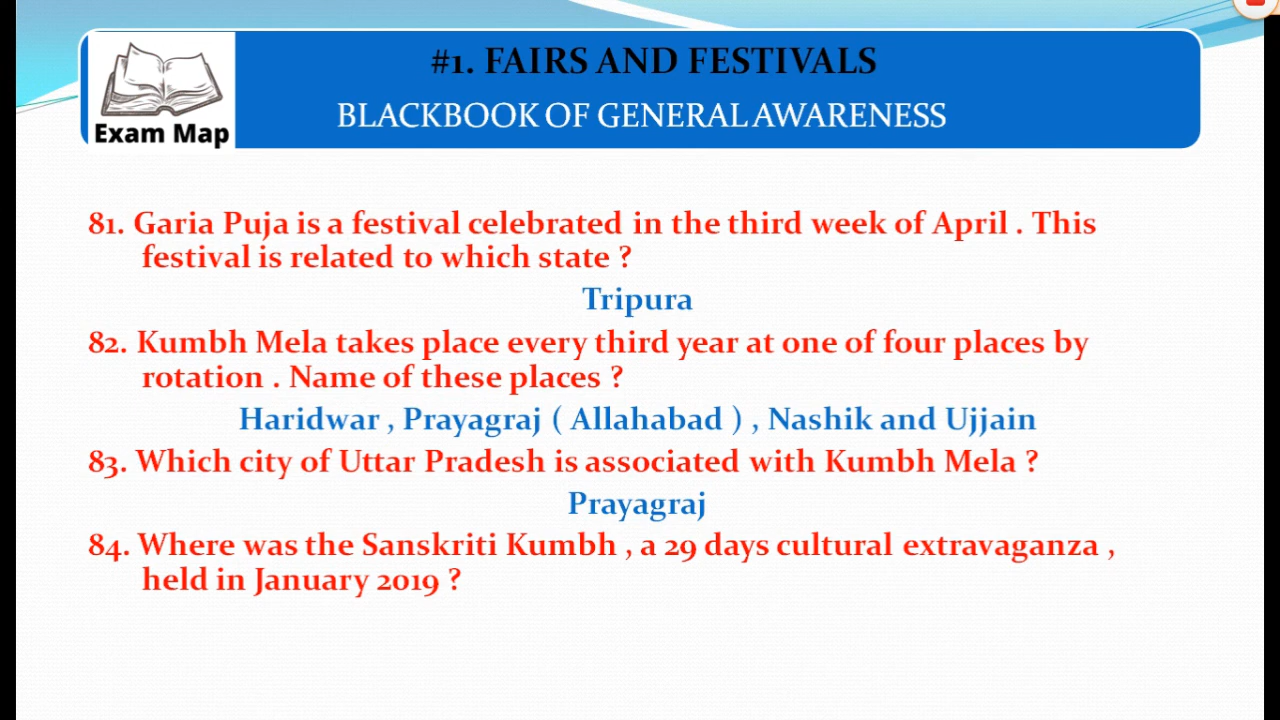 #1. FAIRS AND FESTIVALS
BLACKBOOK OF GENERAL AWARENESS
Exam Map
81. Garia Puja is a festival celebrated in the third week of April . This
festival is related to which state ?
Tripura
82. Kumbh Mela takes place every third year at one of four places by
rotation . Name of these places ?
Haridwar , Prayagraj ( Allahabad ) , Nashik and Ujjain
83. Which city of Uttar Pradesh is associated with Kumbh Mela ?
Prayagraj
84. Where was the Sanskriti Kumbh , a 29 days cultural extravaganza ,
held in January 2019 ?